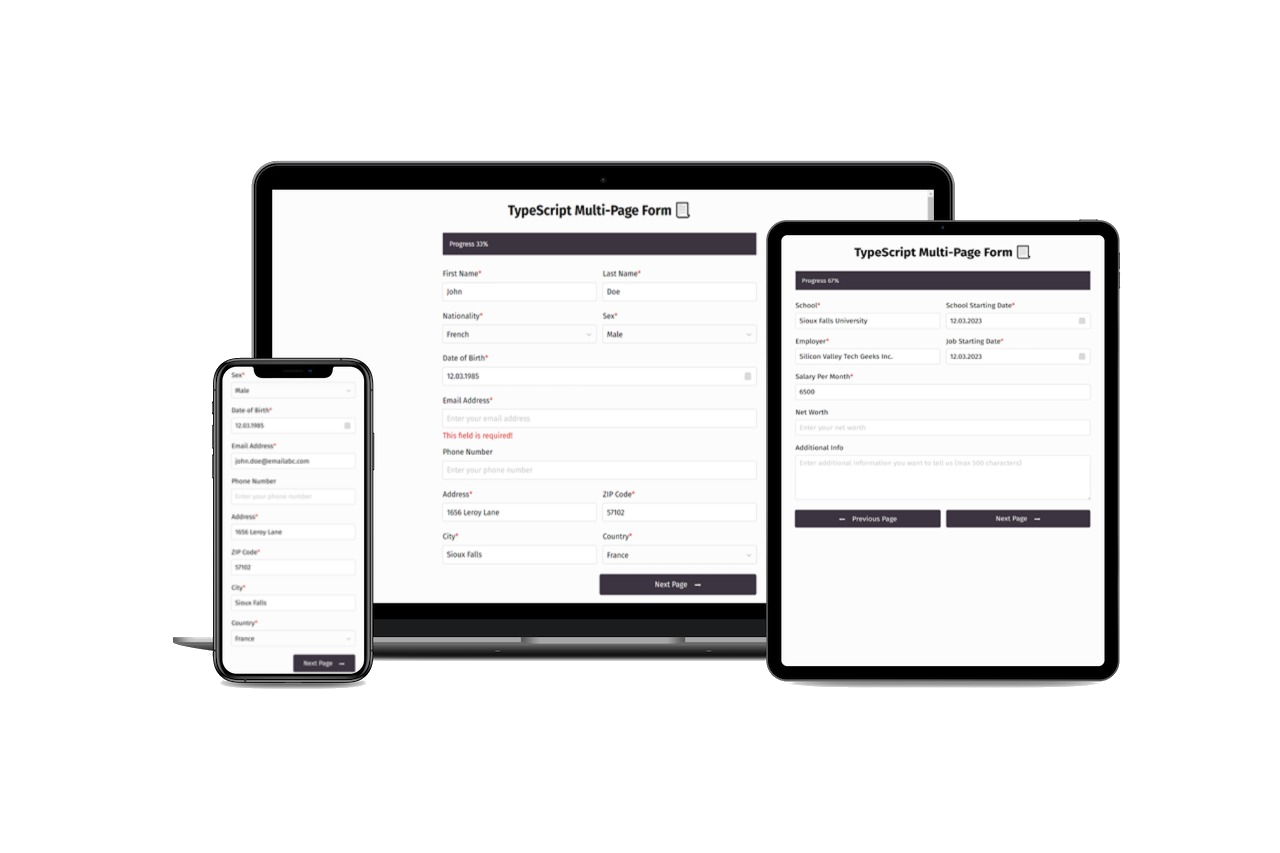 TypeScript Multi-Page Form
Progress 33%
First Name* Last Name*
John Doe
Nationality* Sex*
French Male
Date of Birth*
12.03.1985
Email Address*
Enter your email address
This field is required!
Phone Number
Enter your phone number
Address* ZIP Code*
1656 Leroy Lane 57102
City* Country*
Sioux Falls France
Next Page
Sex*
Male
Date of Birth*
12.03.1985
Email Address*
john.doe@emailabc.com
Phone Number
Enter your phone number
Address*
1656 Leroy Lane
ZIP Code*
57102
City*
Sioux Falls
Country*
France
Next Page
TypeScript Multi-Page Form
Progress 67%
School* School Starting Date*
Sioux Falls University 12.03.2023
Employer* Job Starting Date*
Silicon Valley Tech Geeks Inc. 12.03.2023
Salary Per Month*
6500
Net Worth
Enter your net worth
Additional Info
Enter additional information you want to tell us (max 500 characters)
Previous Page Next Page